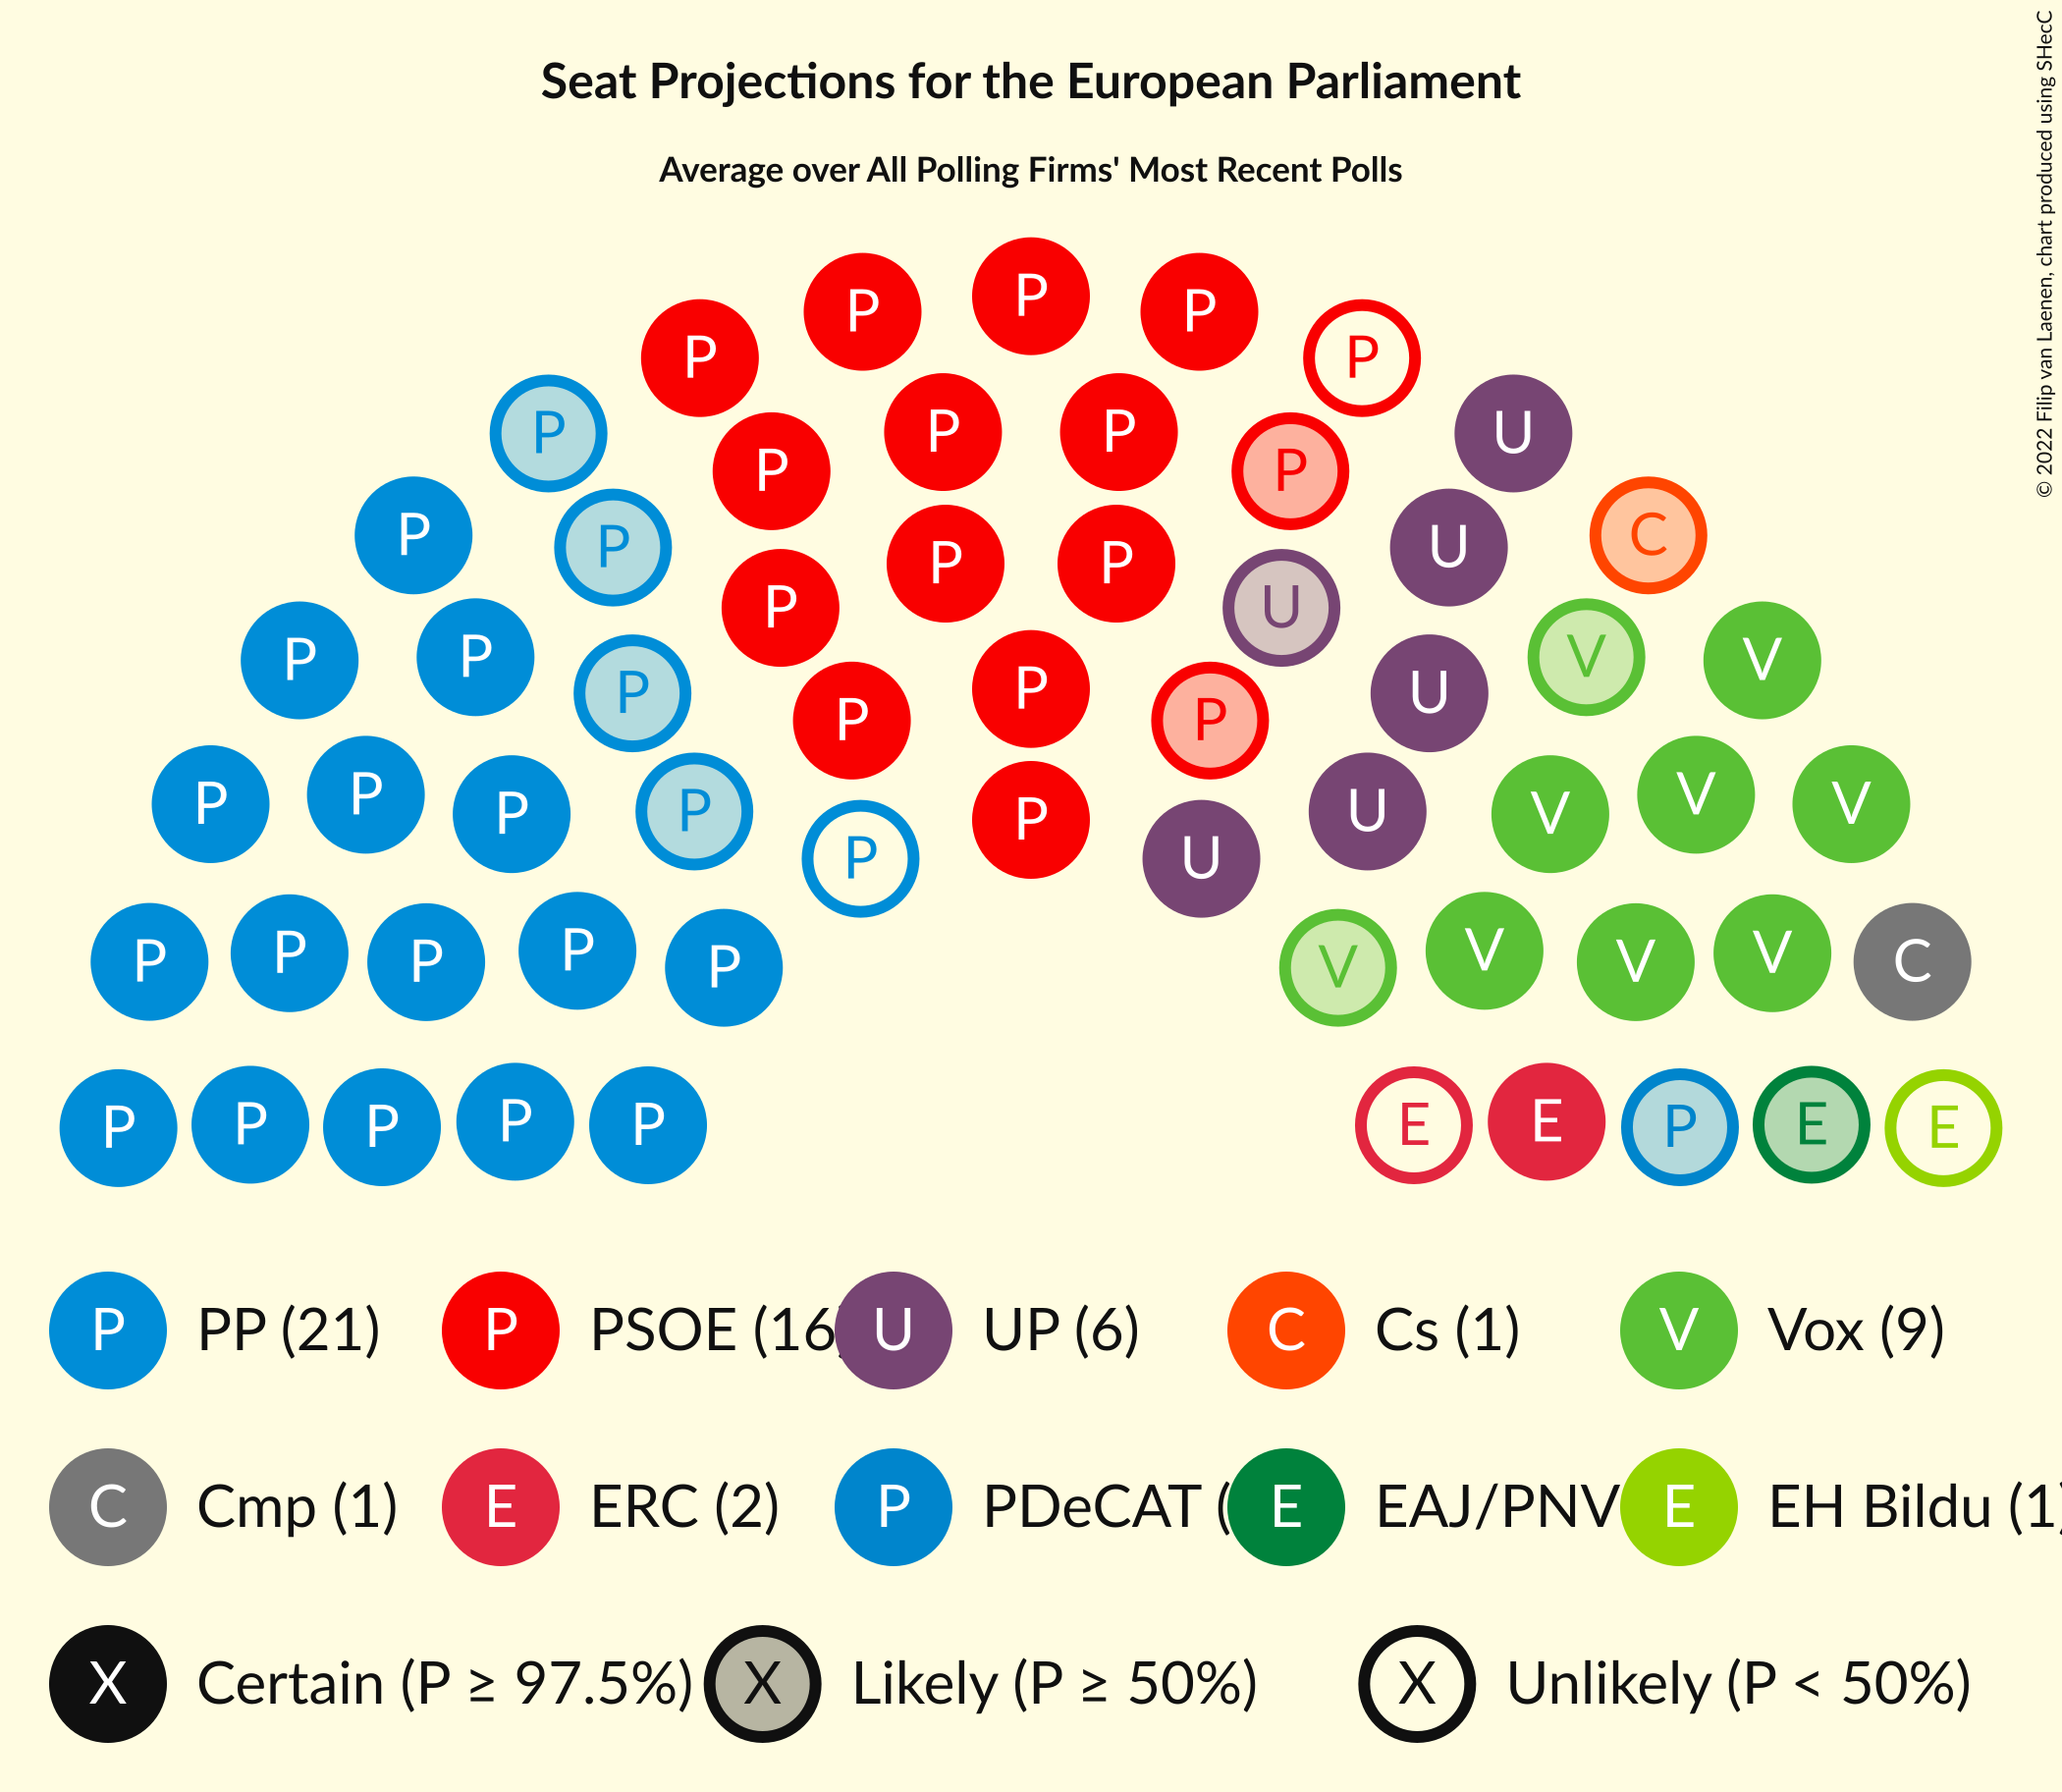 Seat Projections for the European Parliament
Average over All Polling Firms' Most Recent Polls
© 2022 Filip van Laenen, chart produced using SHecC
P
P P
P P
P P P U
P P
P C
P P P U
P U
P P V V
P P U
P P
P P P P P U V V V
P U
P P P P P V V V V C
P P P P P E E P E E
P PP (21) P PSOE (16 U UP (6) C Cs (1) V Vox (9)
C Cmp (1) E ERC (2) P PDeCAT ( E EAJ/PNV E EH Bildu (1)
X Certain (P ≥ 97.5%) X Likely (P ≥ 50%) X Unlikely (P < 50%)